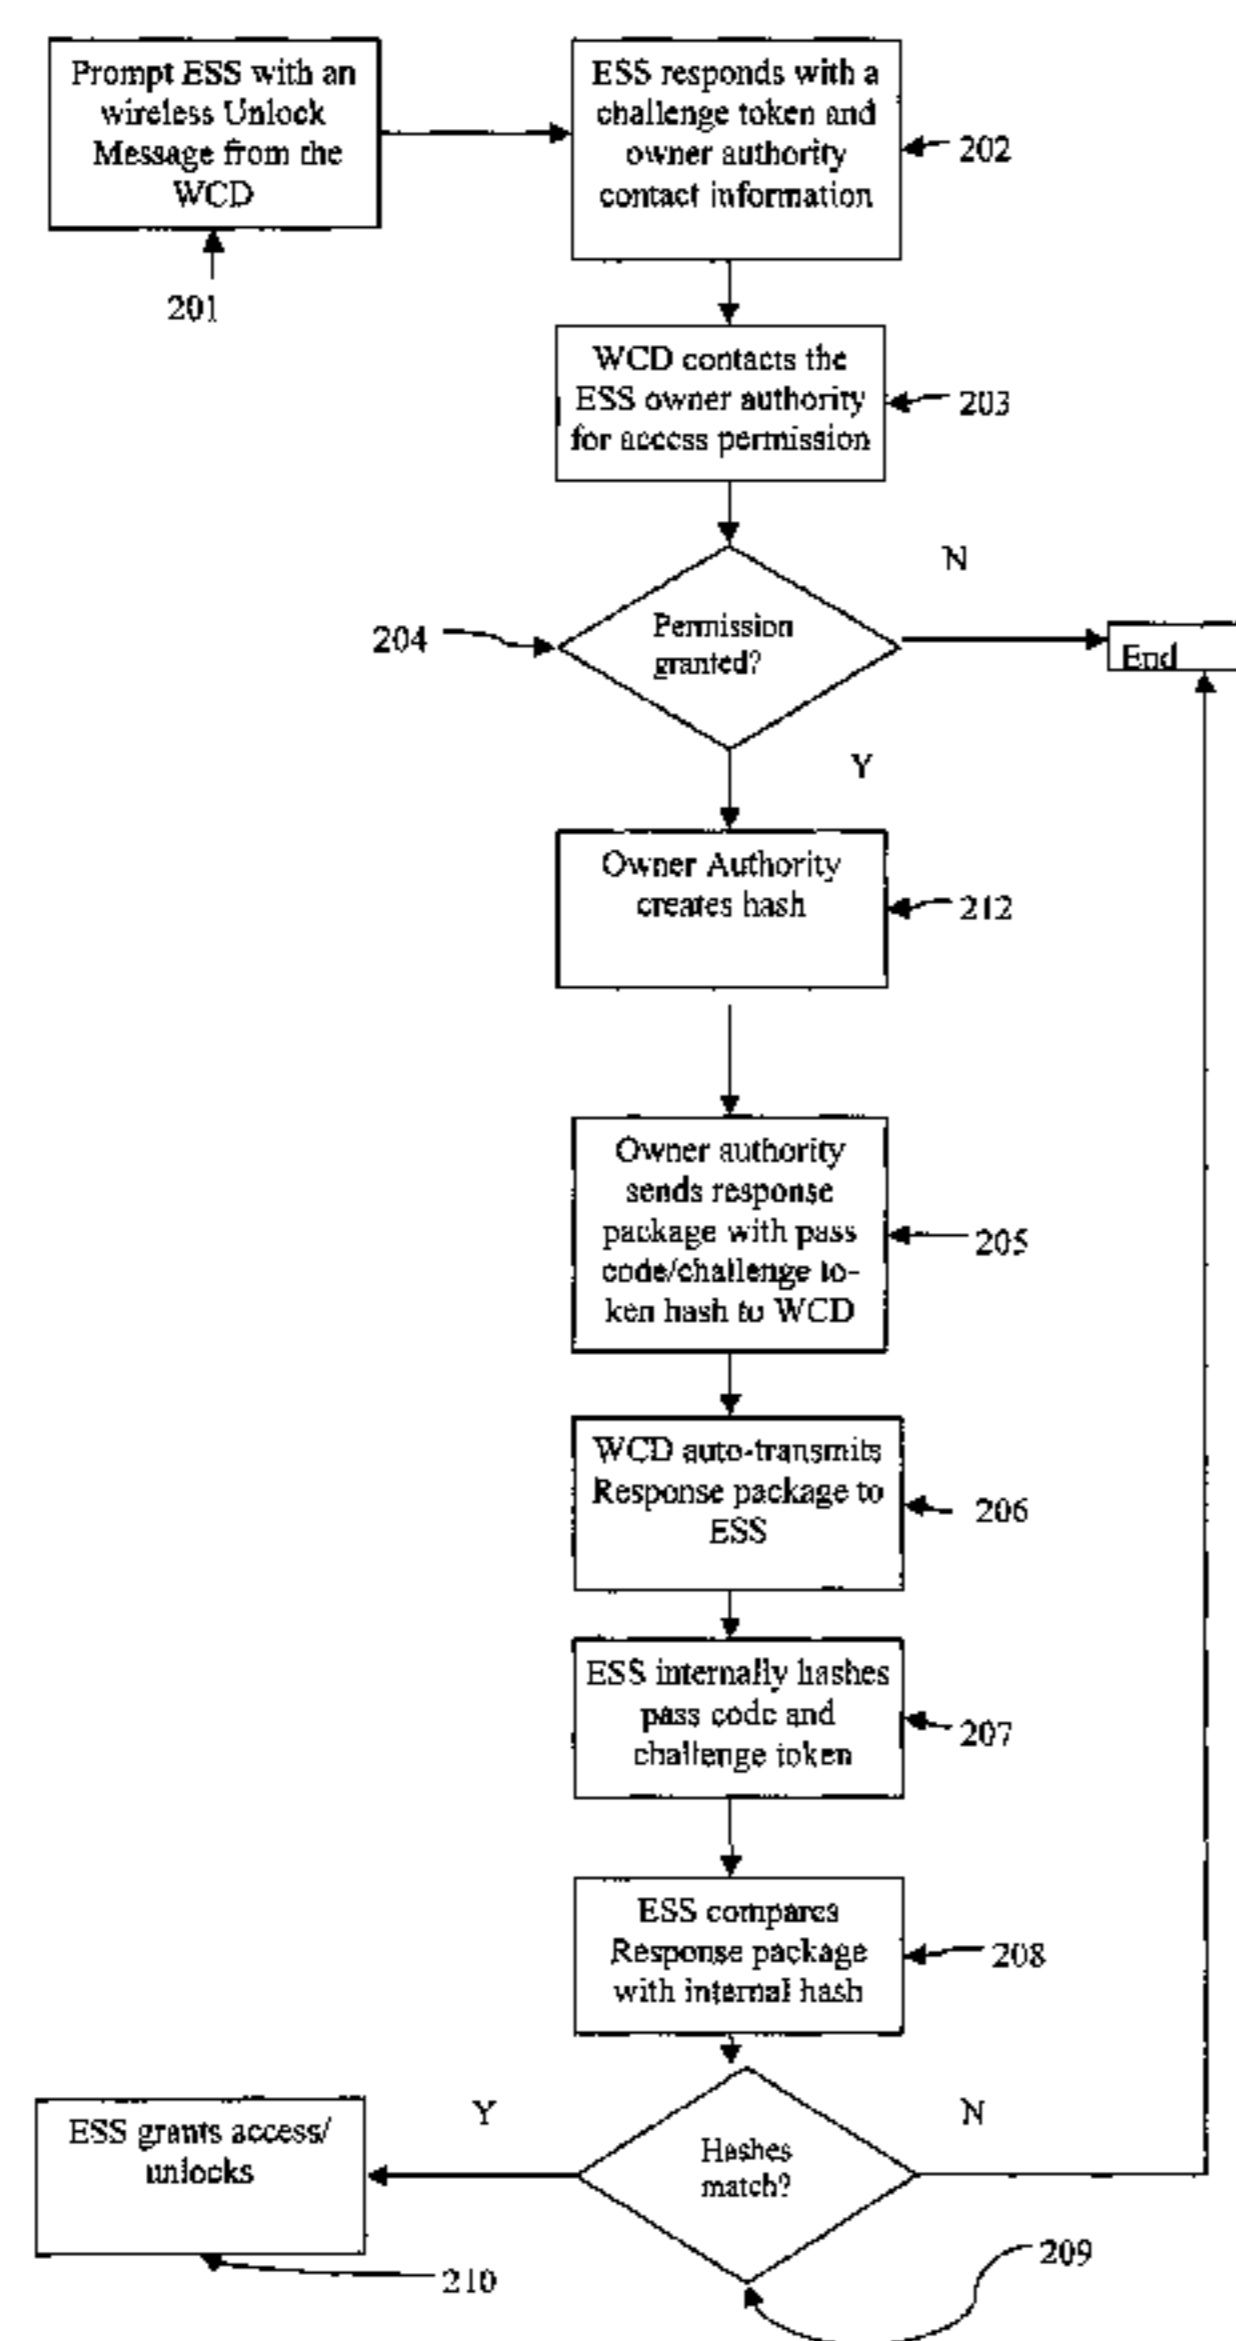 Prompt ESS with an
wireless Unlock
Message from the
WCD
201
ESS responds with a
challenge token and
owner authority
contact information
202
WCD contacts the
ESS owner authority
for access permission
203
204
Permission
granted?
N
End
Y
Owner Authority
creates hash
212
Owner authority
sends response
package with pass
code/challenge to-
ken hash to WCD
205
WCD auto-transmits
Response package to
ESS
206
ESS internally hashes
pass code and
challenge token
207
ESS compares
Response package
with internal hash
208
Hashes
match?
Y
N
ESS grants access/
unlocks
209
210